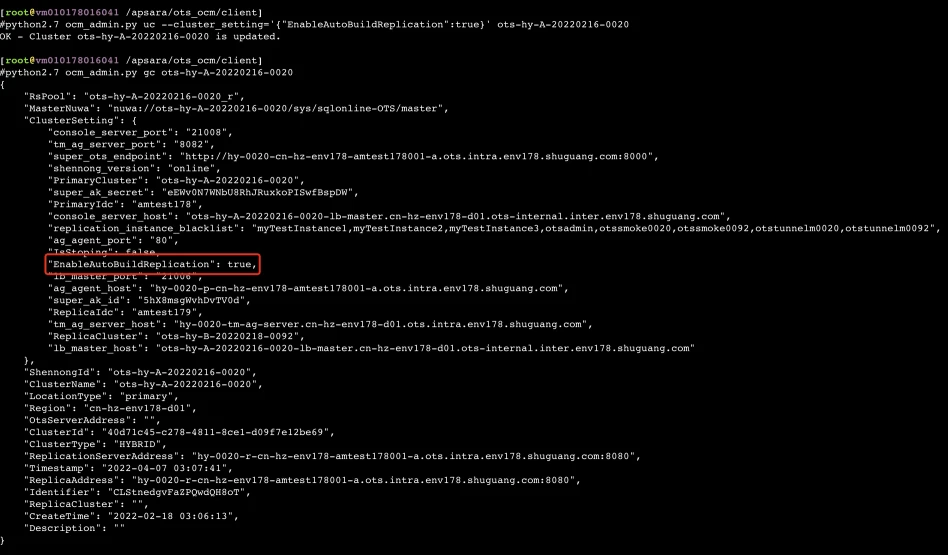 [root@vm010178016041 /apsara/ots_ocm/client]
#python2.7 ocm_admin.py uc --cluster_setting='{"EnableAutoBuildReplication":true}' ots-hy-A-20220216-0020
OK - Cluster ots-hy-A-20220216-0020 is updated.
[root@vm010178016041 /apsara/ots_ocm/client]
#python2.7 ocm_admin.py gc ots-hy-A-20220216-0020
{
"RsPool": "ots-hy-A-20220216-0020_r",
"MasterNuwa": "nuwa://ots-hy-A-20220216-0020/sys/sqlonline-OTS/master",
"ClusterSetting": {
"console_server_port": "21008",
"tm_ag_server_port": "8082",
"super_ots_endpoint": "http://hy-0020-cn-hz-env178-amtest178001-a.ots.intra.env178.shuguang.com:8000",
"shennong_version": "online",
"PrimaryCluster": "ots-hy-A-20220216-0020",
"super_ak_secret": "eEWv0N7WNbU8RhJRuxkoPISwfBspDW",
"PrimaryIdc": "amtest178",
"console_server_host": "ots-hy-A-20220216-0020-lb-master.cn-hz-env178-d01.ots-internal.inter.env178.shuguang.com",
"replication_instance_blacklist": "myTestInstance1,myTestInstance2,myTestInstance3,otsadmin,otssmoke0020,otssmoke0092,otstunnelm0020,otstunnelm0092",
"ag_agent_port": "80",
"IsStoping": false,
"EnableAutoBuildReplication": true,
"lb_master_port": "21006",
"ag_agent_host": "hy-0020-p-cn-hz-env178-amtest178001-a.ots.intra.env178.shuguang.com",
"super_ak_id": "5hX8msgWvhDvTV0d",
"ReplicaIdc": "amtest179",
"tm_ag_server_host": "hy-0020-tm-ag-server.cn-hz-env178-d01.ots.intra.env178.shuguang.com",
"ReplicaCluster": "ots-hy-B-20220218-0092",
"lb_master_host": "ots-hy-A-20220216-0020-lb-master.cn-hz-env178-d01.ots-internal.inter.env178.shuguang.com"
},
"ShennongId": "ots-hy-A-20220216-0020",
"ClusterName": "ots-hy-A-20220216-0020",
"LocationType": "primary",
"Region": "cn-hz-env178-d01",
"OtsServerAddress": "",
"ClusterId": "40d71c45-c278-4811-8ce1-d09f7e12be69",
"ClusterType": "HYBRID",
"ReplicationServerAddress": "hy-0020-r-cn-hz-env178-amtest178001-a.ots.intra.env178.shuguang.com:8080",
"Timestamp": "2022-04-07 03:07:41",
"ReplicaAddress": "hy-0020-r-cn-hz-env178-amtest178001-a.ots.intra.env178.shuguang.com:8080",
"Identifier": "CLStnedgvFaZPQwdQH8oT",
"ReplicaCluster": "",
"CreateTime": "2022-02-18 03:06:13",
"Description": ""
}